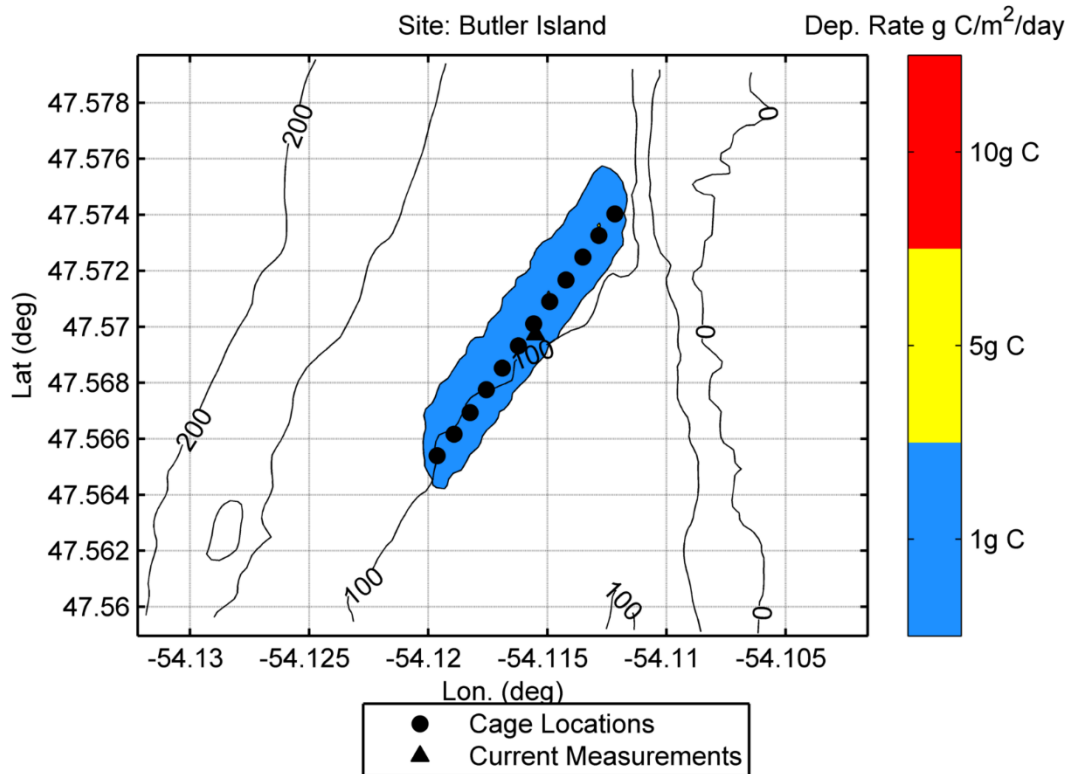 Site: Butler Island
Dep. Rate g C/m²/day
Lat (deg)
47.578
47.576
47.574
47.572
47.57
47.568
47.566
47.564
47.562
47.56
200
200
100
100
100
0
0
0
10g C
5g C
1g C
-54.13
-54.125
-54.12
-54.115
-54.11
-54.105
Lon. (deg)
Cage Locations
Current Measurements